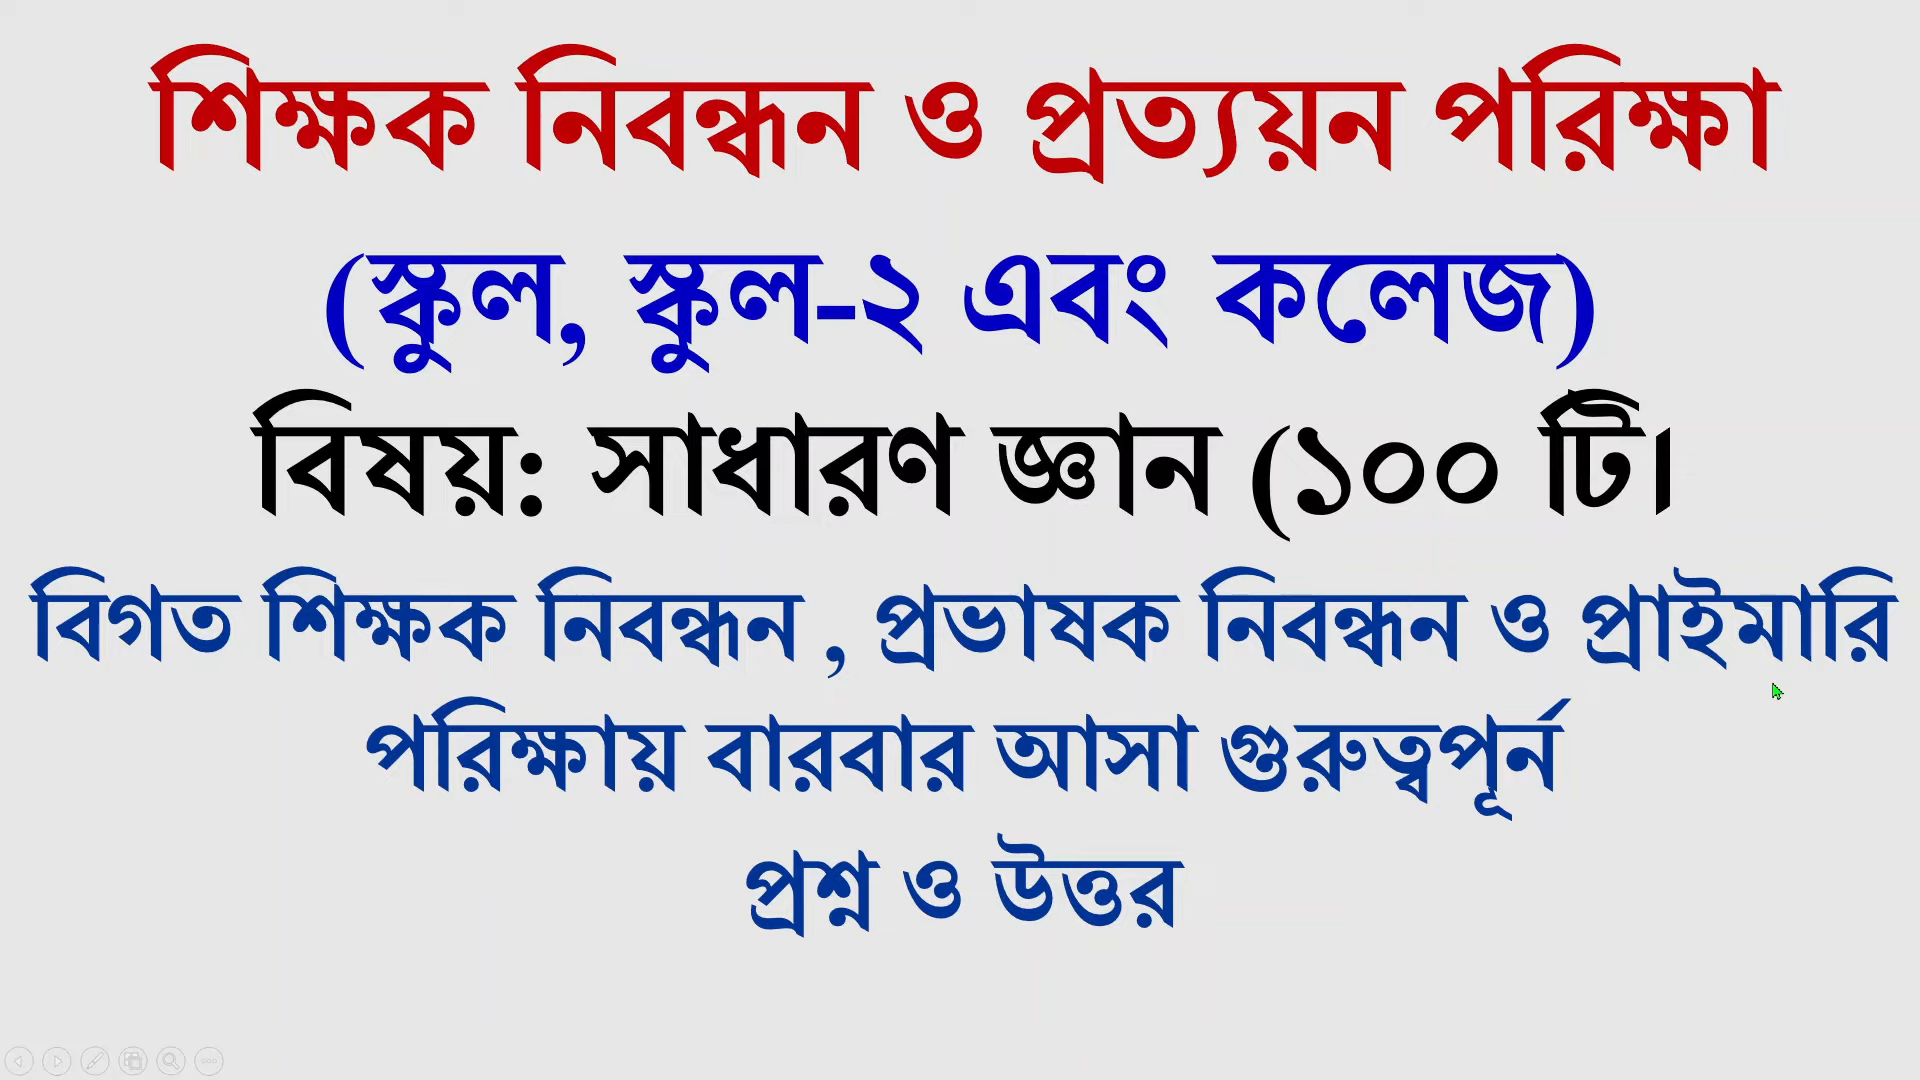 শিক্ষক নিবন্ধন ও প্রত্যয়ন পরিক্ষা
(স্কুল, স্কুল-২ এবং কলেজ)
বিষয়: সাধারণ জ্ঞান (১০০ টি।
বিগত শিক্ষক নিবন্ধন , প্রভাষক নিবন্ধন ও প্রাইমারি
পরিক্ষায় বারবার আসা গুরুত্বপূর্ন
প্রশ্ন ও উত্তর